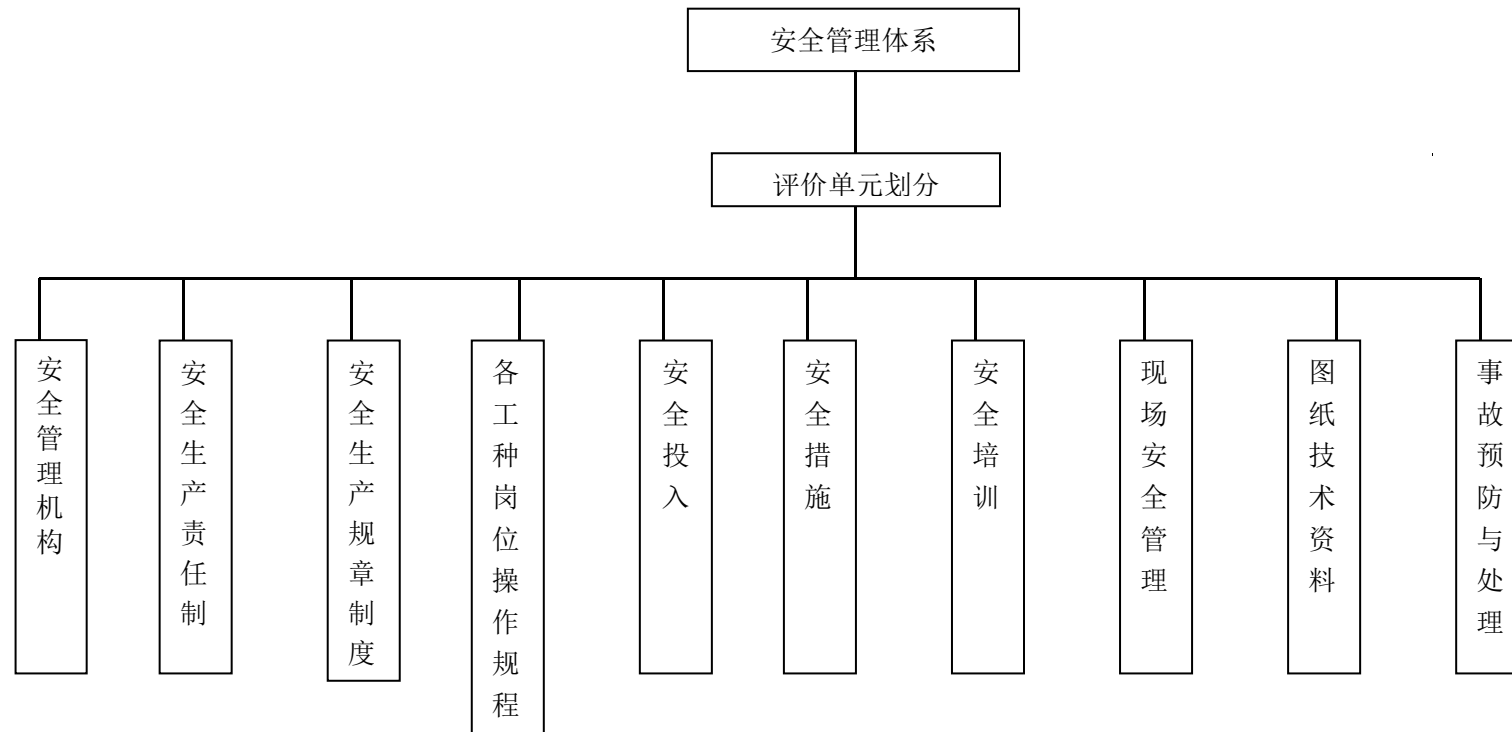 安全管理体系
评价单元划分
安全管理机构
安全生产责任制
安全生产规章制度
各工种岗位操作规程
安全投入
安全措施
安全培训
现场安全管理
图纸技术资料
事故预防与处理